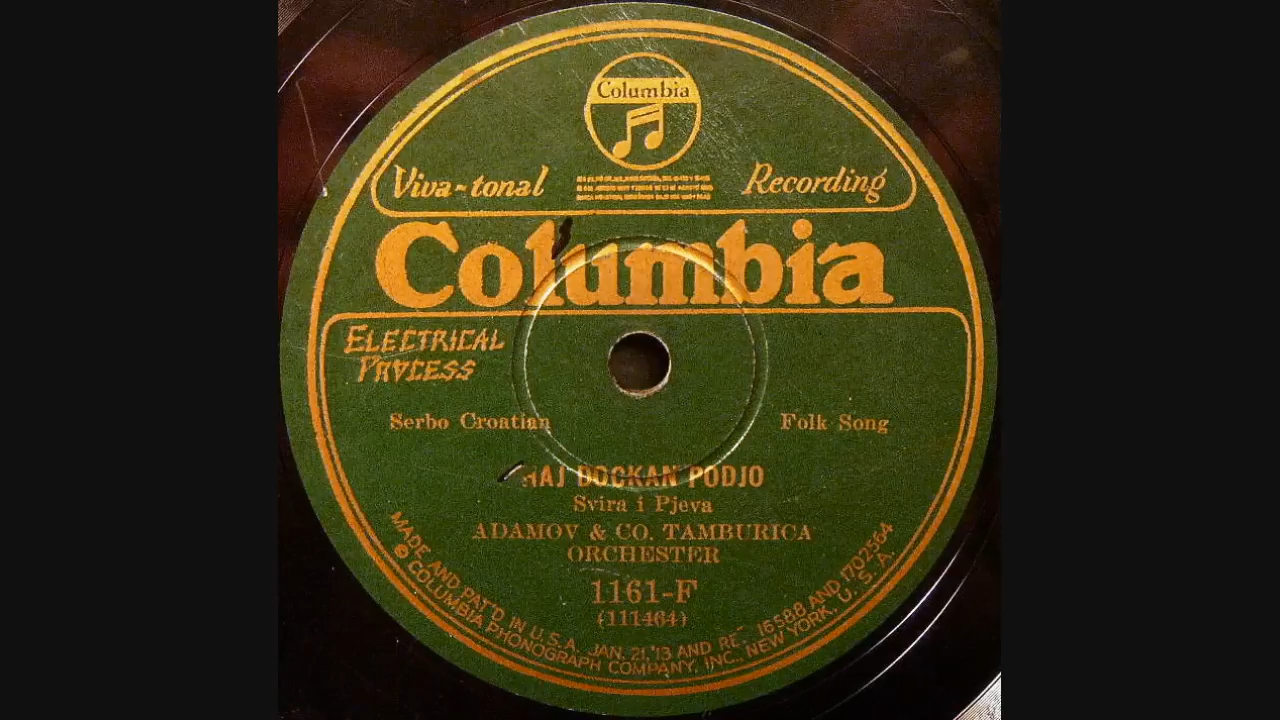 Columbia
Viva-tonal Recording
Columbia
ELECTRICAL
PROCESS
Serbo Croatian Folk Song
HAJ DOCKAN PODJO
Svira i Pjeva
ADAMOV & CO. TAMBURICA
ORCHESTER
1161-F
(111464)
MADE AND PAT'D IN U.S.A. JAN. 21,'13 AND RE. 16588 AND 1702564
COLUMBIA PHONOGRAPH COMPANY, INC., NEW YORK, U.S.A.